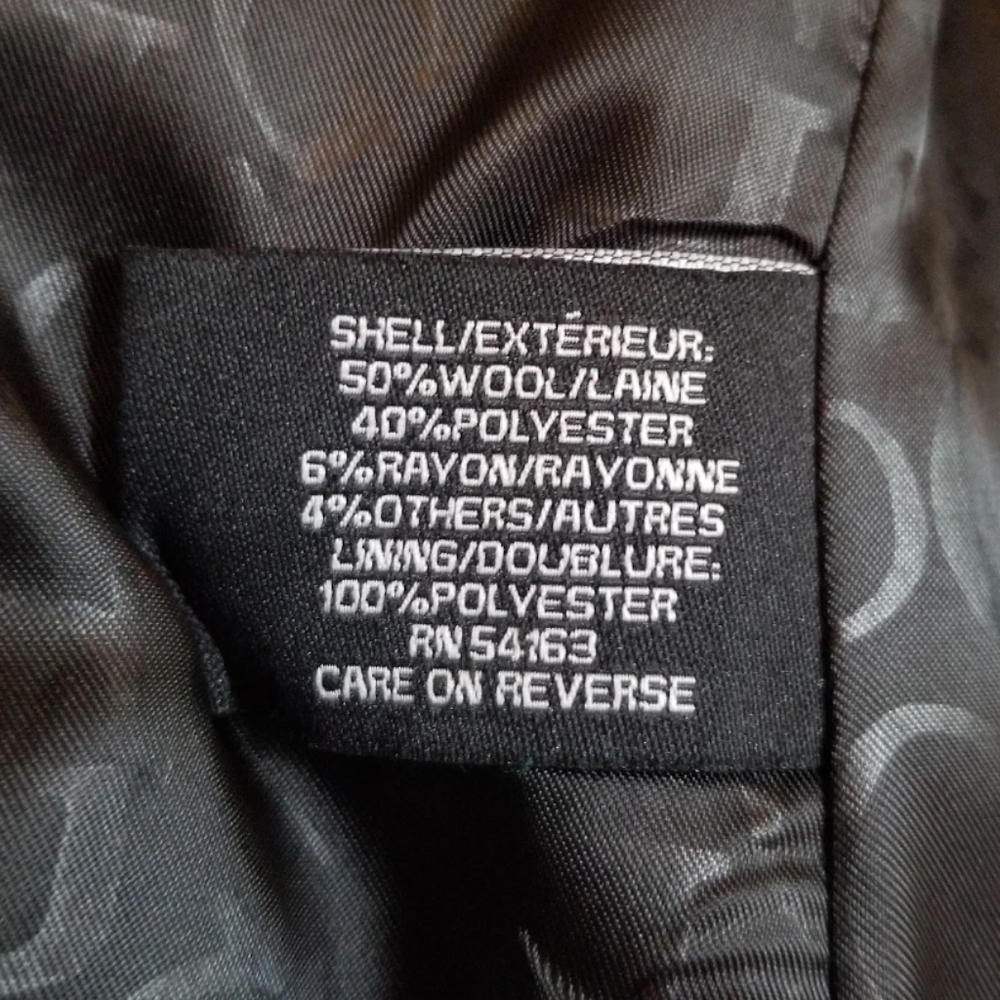 SHELL/EXTÉRIEUR:
50%WOOL/LAINE
40%POLYESTER
6%RAYON/RAYONNE
4%OTHERS/AUTRES
LINING/DOUBLURE:
100%POLYESTER
RN 54163
CARE ON REVERSE